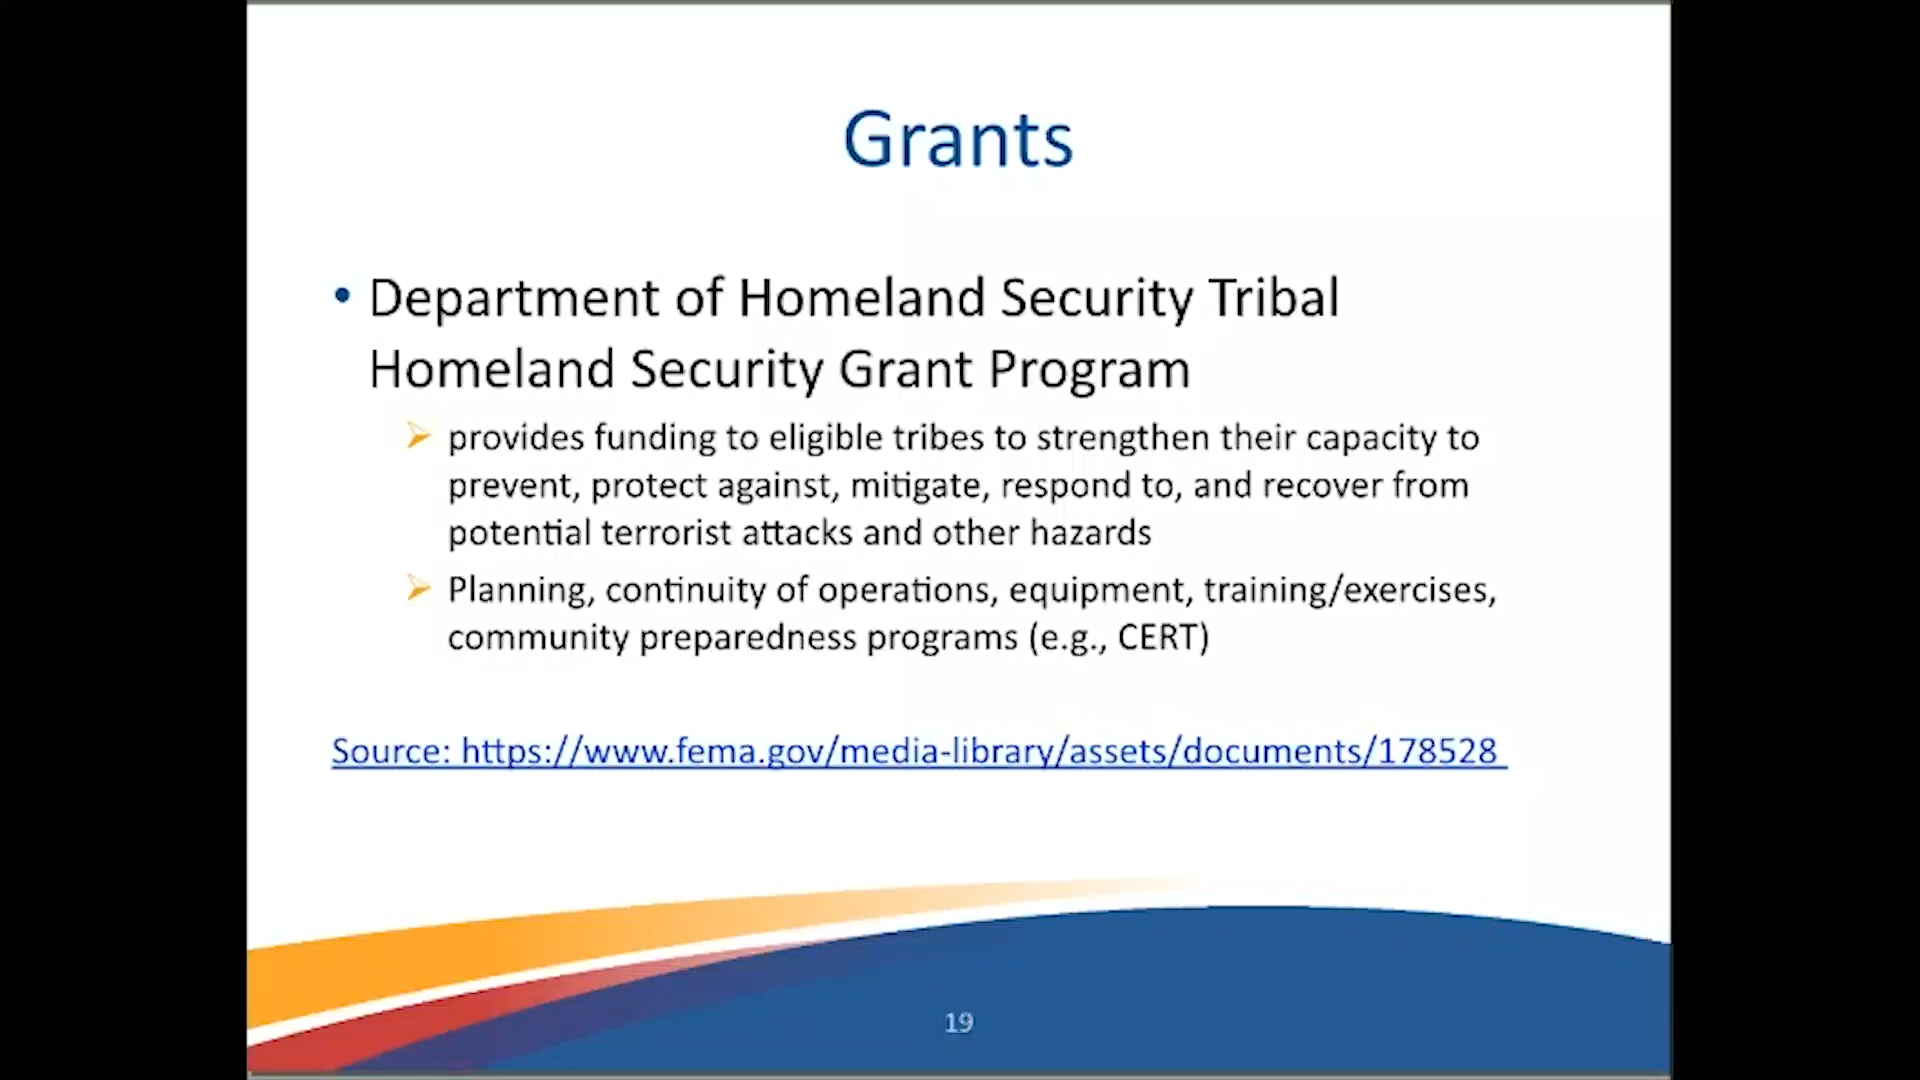 Grants
• Department of Homeland Security Tribal
Homeland Security Grant Program
➢ provides funding to eligible tribes to strengthen their capacity to
prevent, protect against, mitigate, respond to, and recover from
potential terrorist attacks and other hazards
➢ Planning, continuity of operations, equipment, training/exercises,
community preparedness programs (e.g., CERT)
Source: https://www.fema.gov/media-library/assets/documents/178528
19